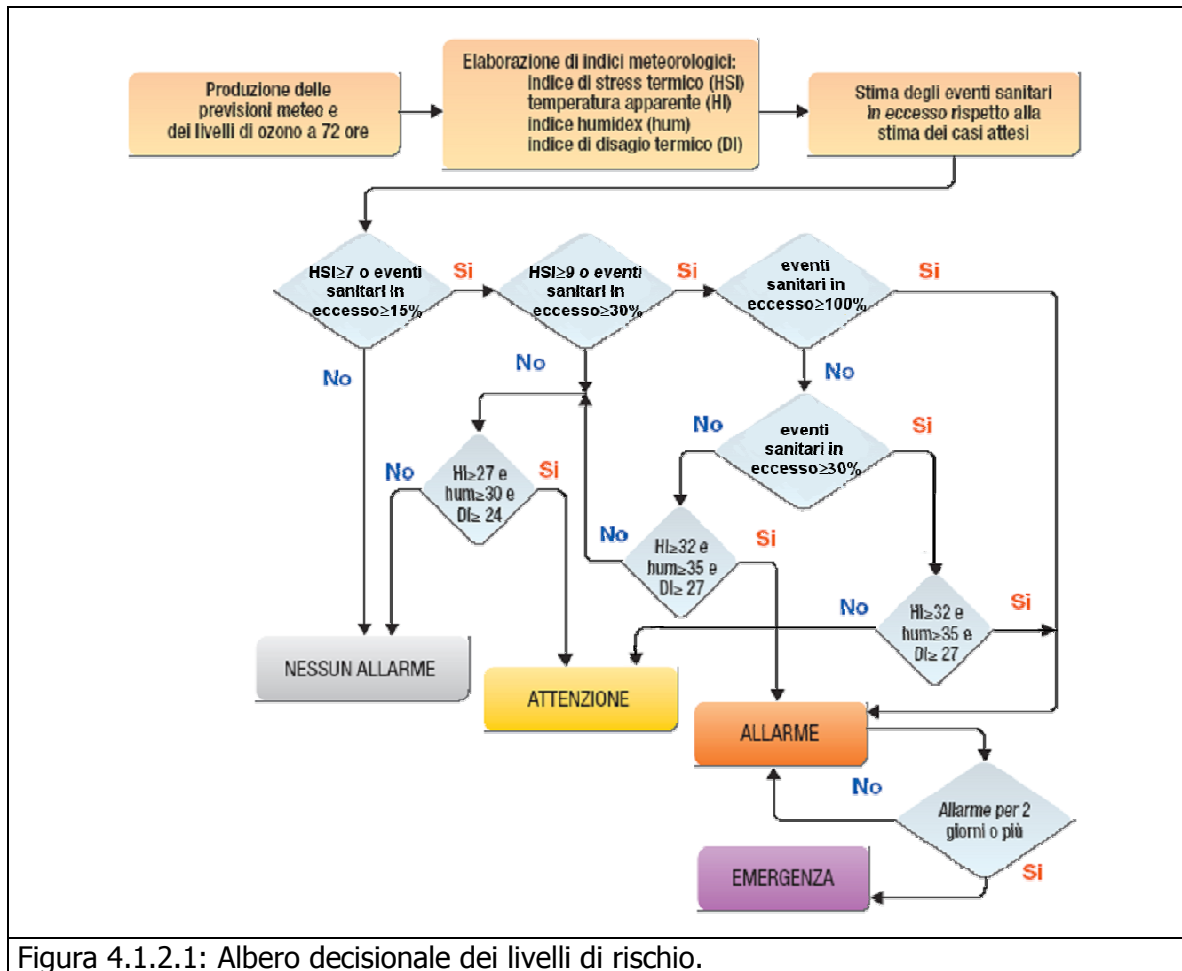 Produzione delle
previsioni meteo e
dei livelli di ozono a 72 ore
Elaborazione di indici meteorologici:
indice di stress termico (HSI)
temperatura apparente (HI)
indice humidex (hum)
indice di disagio termico (DI)
Stima degli eventi sanitari
in eccesso rispetto alla
stima dei casi attesi
HSI≥7 o eventi
sanitari in
eccesso≥15%
Si
HSI≥9 o eventi
sanitari in
eccesso≥30%
Si
eventi
sanitari in
eccesso≥100%
Si
No
No
No
eventi
sanitari in
eccesso≥30%
No
Si
HI≥27 e
hum≥30 e
DI≥ 24
No
Si
HI≥32 e
hum≥35 e
DI≥ 27
No
Si
HI≥32 e
hum≥35 e
DI≥ 27
No
Si
NESSUN ALLARME
ATTENZIONE
ALLARME
No
Allarme per 2
giorni o più
Si
EMERGENZA
Figura 4.1.2.1: Albero decisionale dei livelli di rischio.